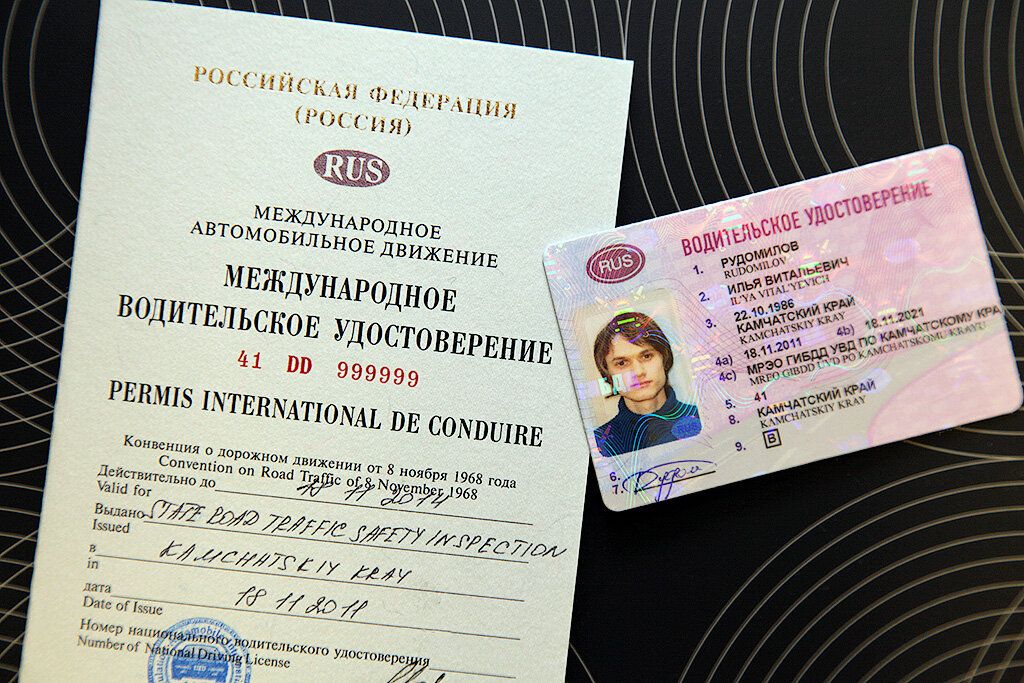 РОССИЙСКАЯ ФЕДЕРАЦИЯ
(РОССИЯ)
RUS
МЕЖДУНАРОДНОЕ
АВТОМОБИЛЬНОЕ ДВИЖЕНИЕ
МЕЖДУНАРОДНОЕ
ВОДИТЕЛЬСКОЕ УДОСТОВЕРЕНИЕ
41 DD 999999
PERMIS INTERNATIONAL DE CONDUIRE
Конвенция о дорожном движении от 8 ноября 1968 года
Convention on Road Traffic of 8 November 1968
Действительно до 18 11 2014
Valid for
Выдано STATE ROAD TRAFFIC SAFETY INSPECTION
Issued
в KAMCHATSKIY KRAY
in
дата 18 11 2011
Date of Issue
Номер национального водительского удостоверения
Number of National Driving License
ВОДИТЕЛЬСКОЕ УДОСТОВЕРЕНИЕ
RUS
1. РУДОМИЛОВ
RUDOMILOV
2. ИЛЬЯ ВИТАЛЬЕВИЧ
IL'YA VITAL'YEVICH
3. 22.10.1986
КАМЧАТСКИЙ КРАЙ
KAMCHATSKIY KRAY
4a) 18.11.2011 4b) 18.11.2021
4c) МРЭО ГИБДД УВД ПО КАМЧАТСКОМУ КРА
MREO GIBDD UVD PO KAMCHATSKOMU KRAYU
5. 41
8. КАМЧАТСКИЙ КРАЙ
KAMCHATSKIY KRAY
9. B
RUS
6.
7.